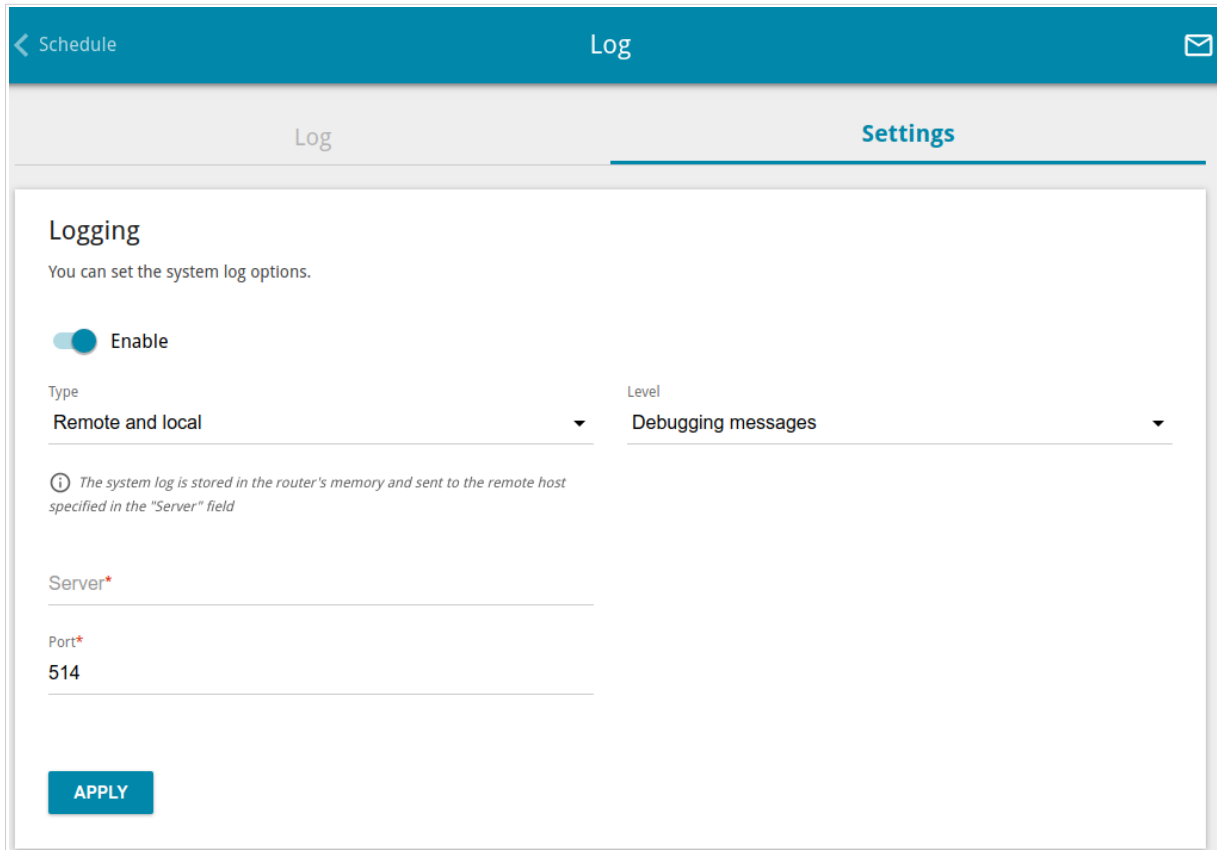 Schedule
Log
Log
Settings
Logging
You can set the system log options.
Enable
Type
Level
Remote and local
Debugging messages
The system log is stored in the router's memory and sent to the remote host
specified in the "Server" field
Server*
Port*
514
APPLY